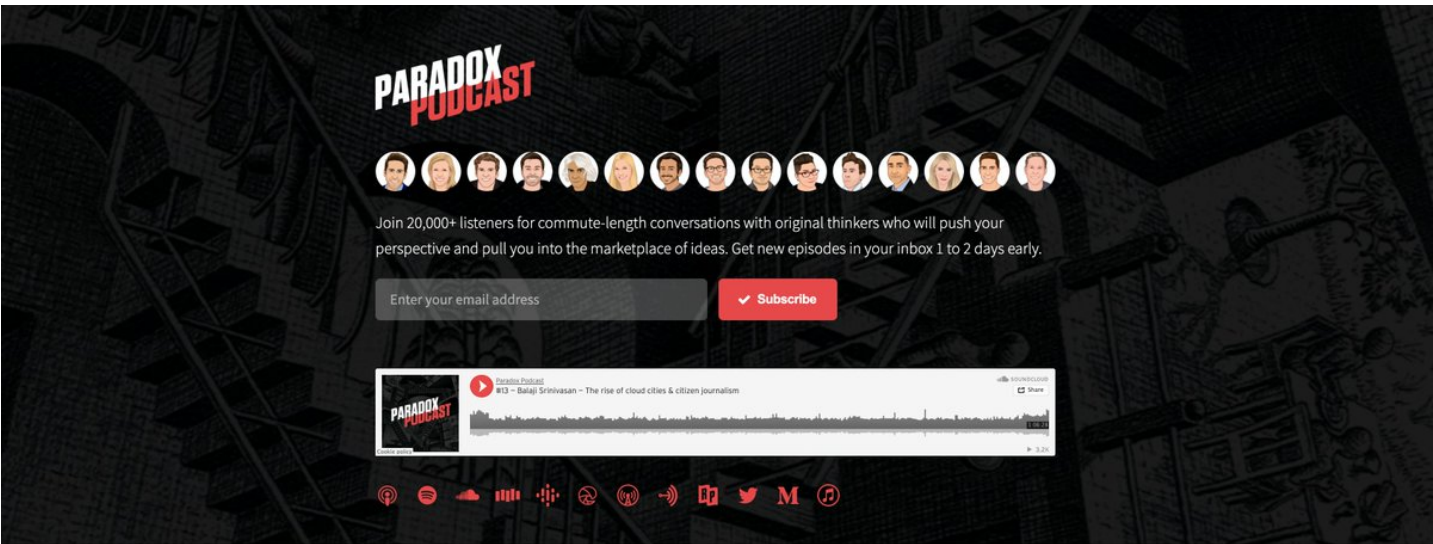 PARADOX
PODCAST
Join 20,000+ listeners for commute-length conversations with original thinkers who will push your
perspective and pull you into the marketplace of ideas. Get new episodes in your inbox 1 to 2 days early.
Enter your email address
Subscribe
Paradox Podcast
SOUNDCLOUD
#13 – Balaji Srinivasan – The rise of cloud cities & citizen journalism
Share
PARADOX
PODCAST
Cookie policy
3.2K
RP
M